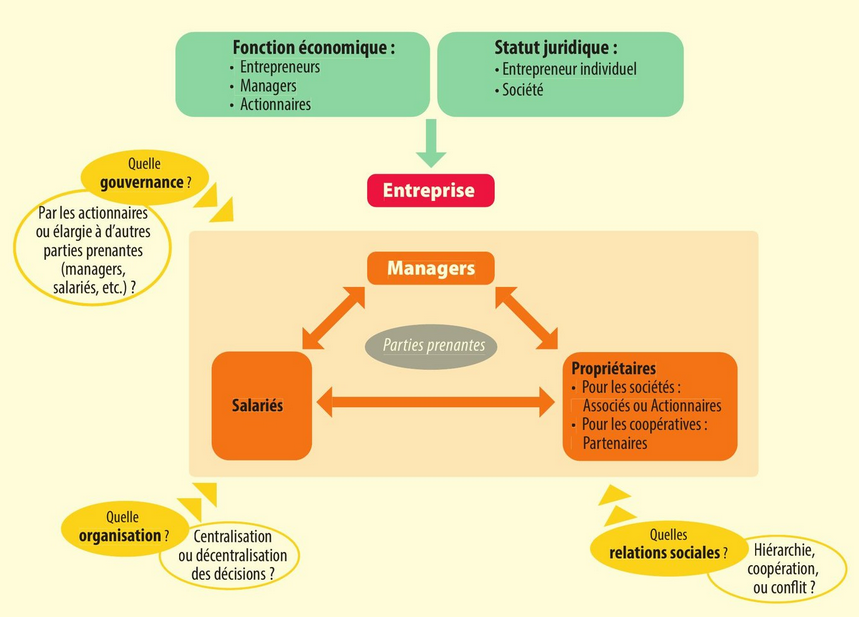 Fonction économique :
• Entrepreneurs
• Managers
• Actionnaires
Statut juridique :
• Entrepreneur individuel
• Société
Entreprise
Quelle
gouvernance ?
Par les actionnaires
ou élargie à d'autres
parties prenantes
(managers,
salariés, etc.) ?
Managers
Parties prenantes
Salariés
Propriétaires
• Pour les sociétés :
Associés ou Actionnaires
• Pour les coopératives :
Partenaires
Quelle
organisation ?
Centralisation
ou décentralisation
des décisions ?
Quelles
relations sociales ?
Hiérarchie,
coopération,
ou conflit ?